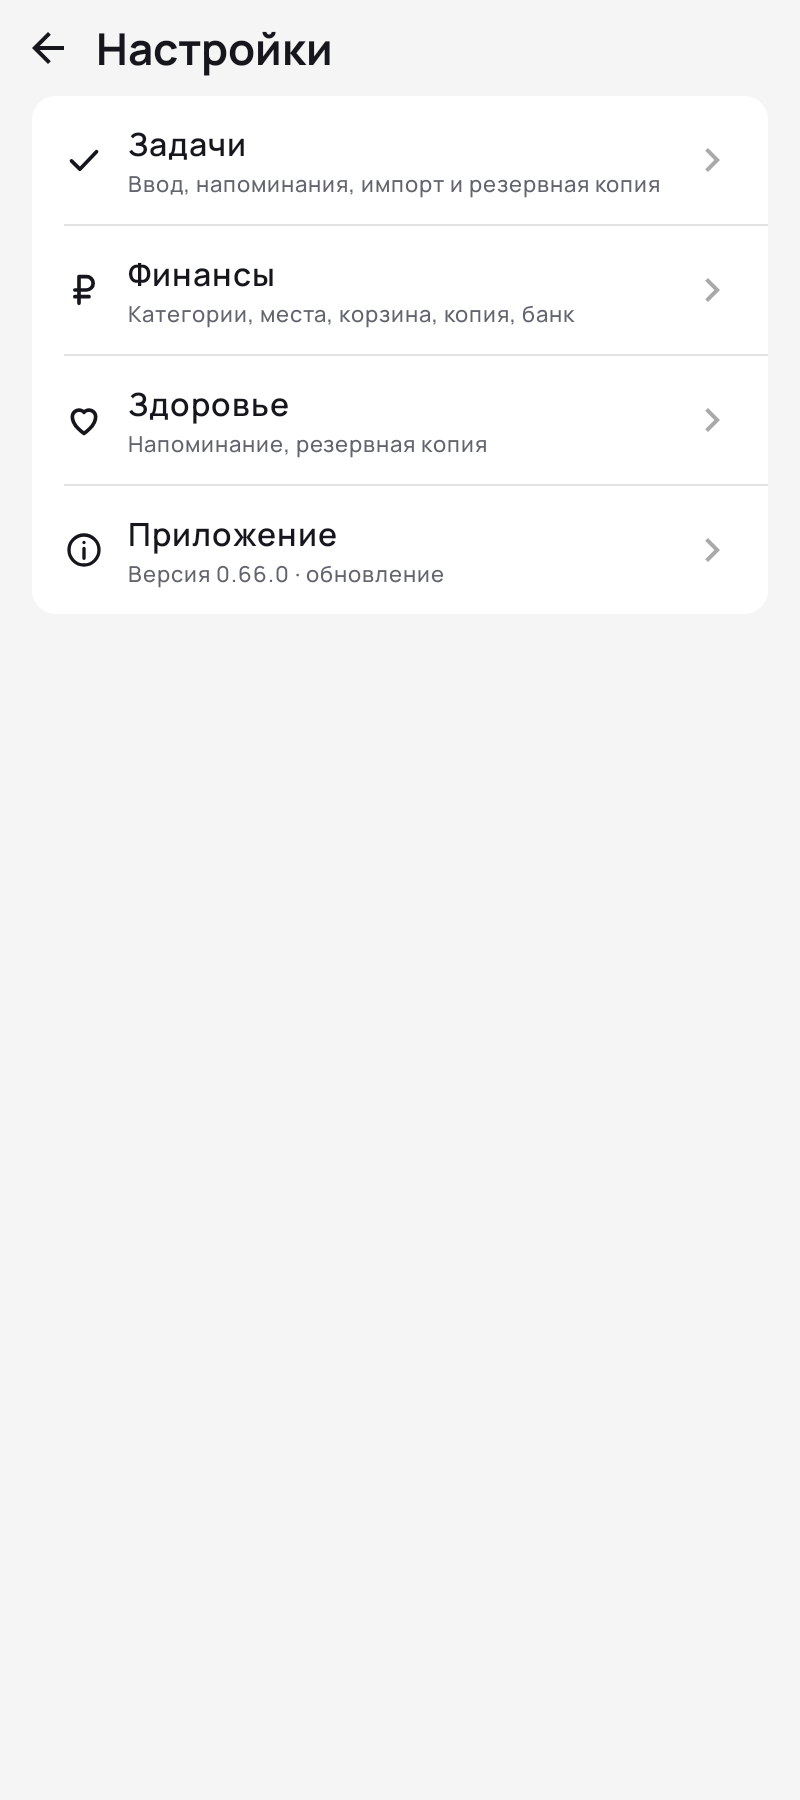 Настройки
Задачи
Ввод, напоминания, импорт и резервная копия
Финансы
Категории, места, корзина, копия, банк
Здоровье
Напоминание, резервная копия
Приложение
Версия 0.66.0 · обновление